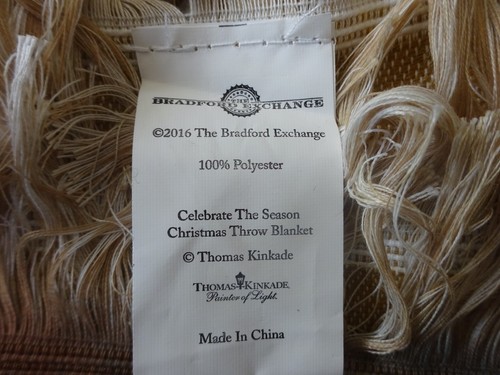 THE
BRADFORD EXCHANGE
©2016 The Bradford Exchange
100% Polyester
Celebrate The Season
Christmas Throw Blanket
© Thomas Kinkade
THOMAS KINKADE
Painter of Light
Made In China